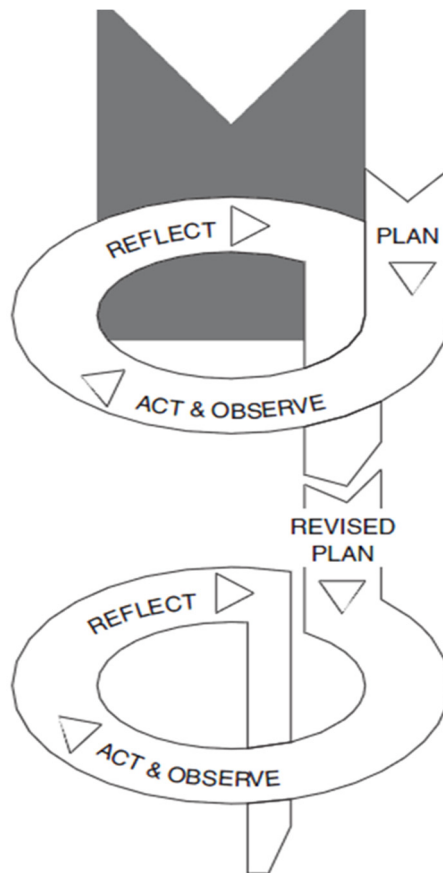 REFLECT
PLAN
ACT & OBSERVE
REVISED
PLAN
REFLECT
ACT & OBSERVE